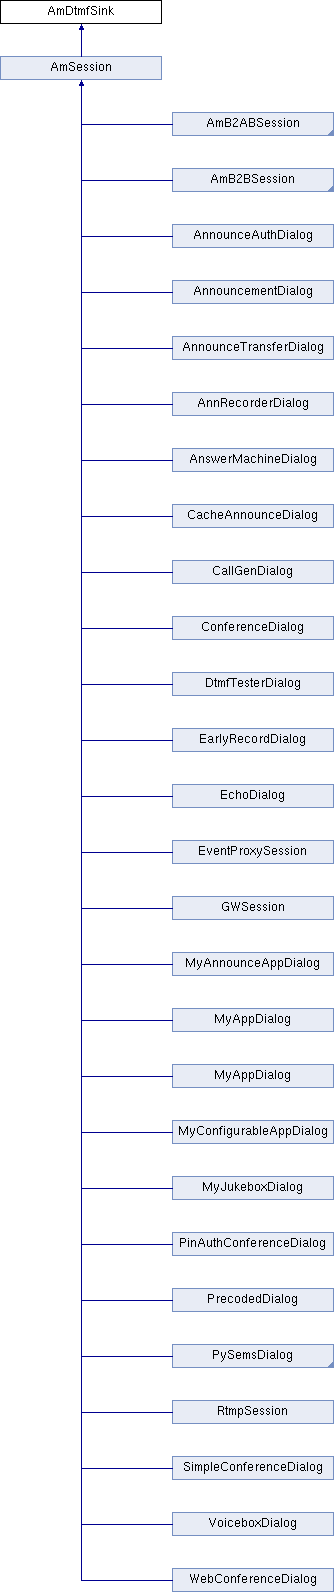 AmDtmfSink
AmSession
AmB2ABSession
AmB2BSession
AnnounceAuthDialog
AnnouncementDialog
AnnounceTransferDialog
AnnRecorderDialog
AnswerMachineDialog
CacheAnnounceDialog
CallGenDialog
ConferenceDialog
DtmfTesterDialog
EarlyRecordDialog
EchoDialog
EventProxySession
GWSession
MyAnnounceAppDialog
MyAppDialog
MyAppDialog
MyConfigurableAppDialog
MyJukeboxDialog
PinAuthConferenceDialog
PrecodedDialog
PySemsDialog
RtmpSession
SimpleConferenceDialog
VoiceboxDialog
WebConferenceDialog